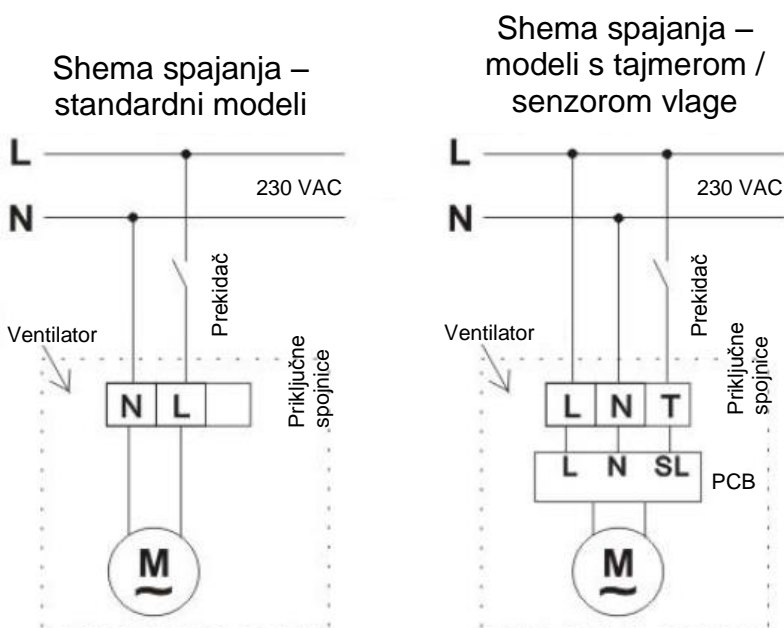 Shema spajanja –
standardni modeli
L
N
230 VAC
Prekidač
Ventilator
Priključne
spojnice
N L
M
~
Shema spajanja –
modeli s tajmerom /
senzorom vlage
L
N
230 VAC
Prekidač
Ventilator
Priključne
spojnice
L N T
L N SL
PCB
M
~